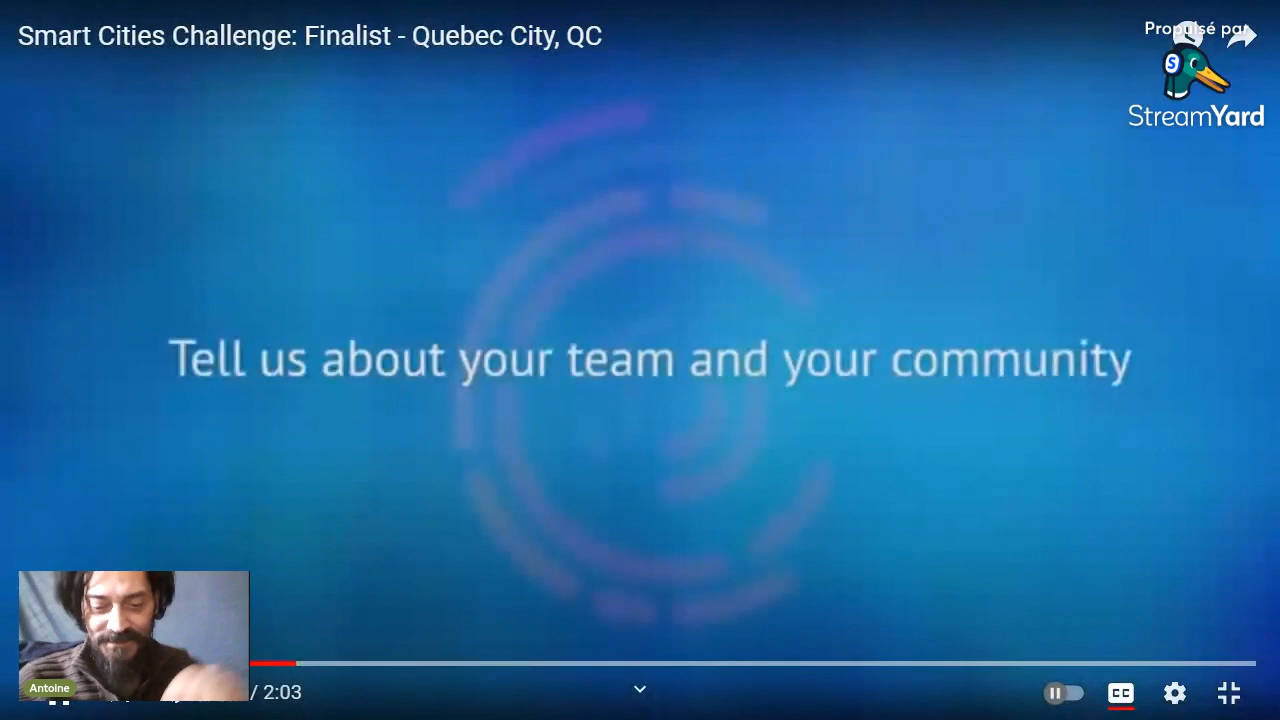 Smart Cities Challenge: Finalist - Quebec City, QC
Propulsé par
S
StreamYard
Tell us about your team and your community
Antoine
/ 2:03
CC